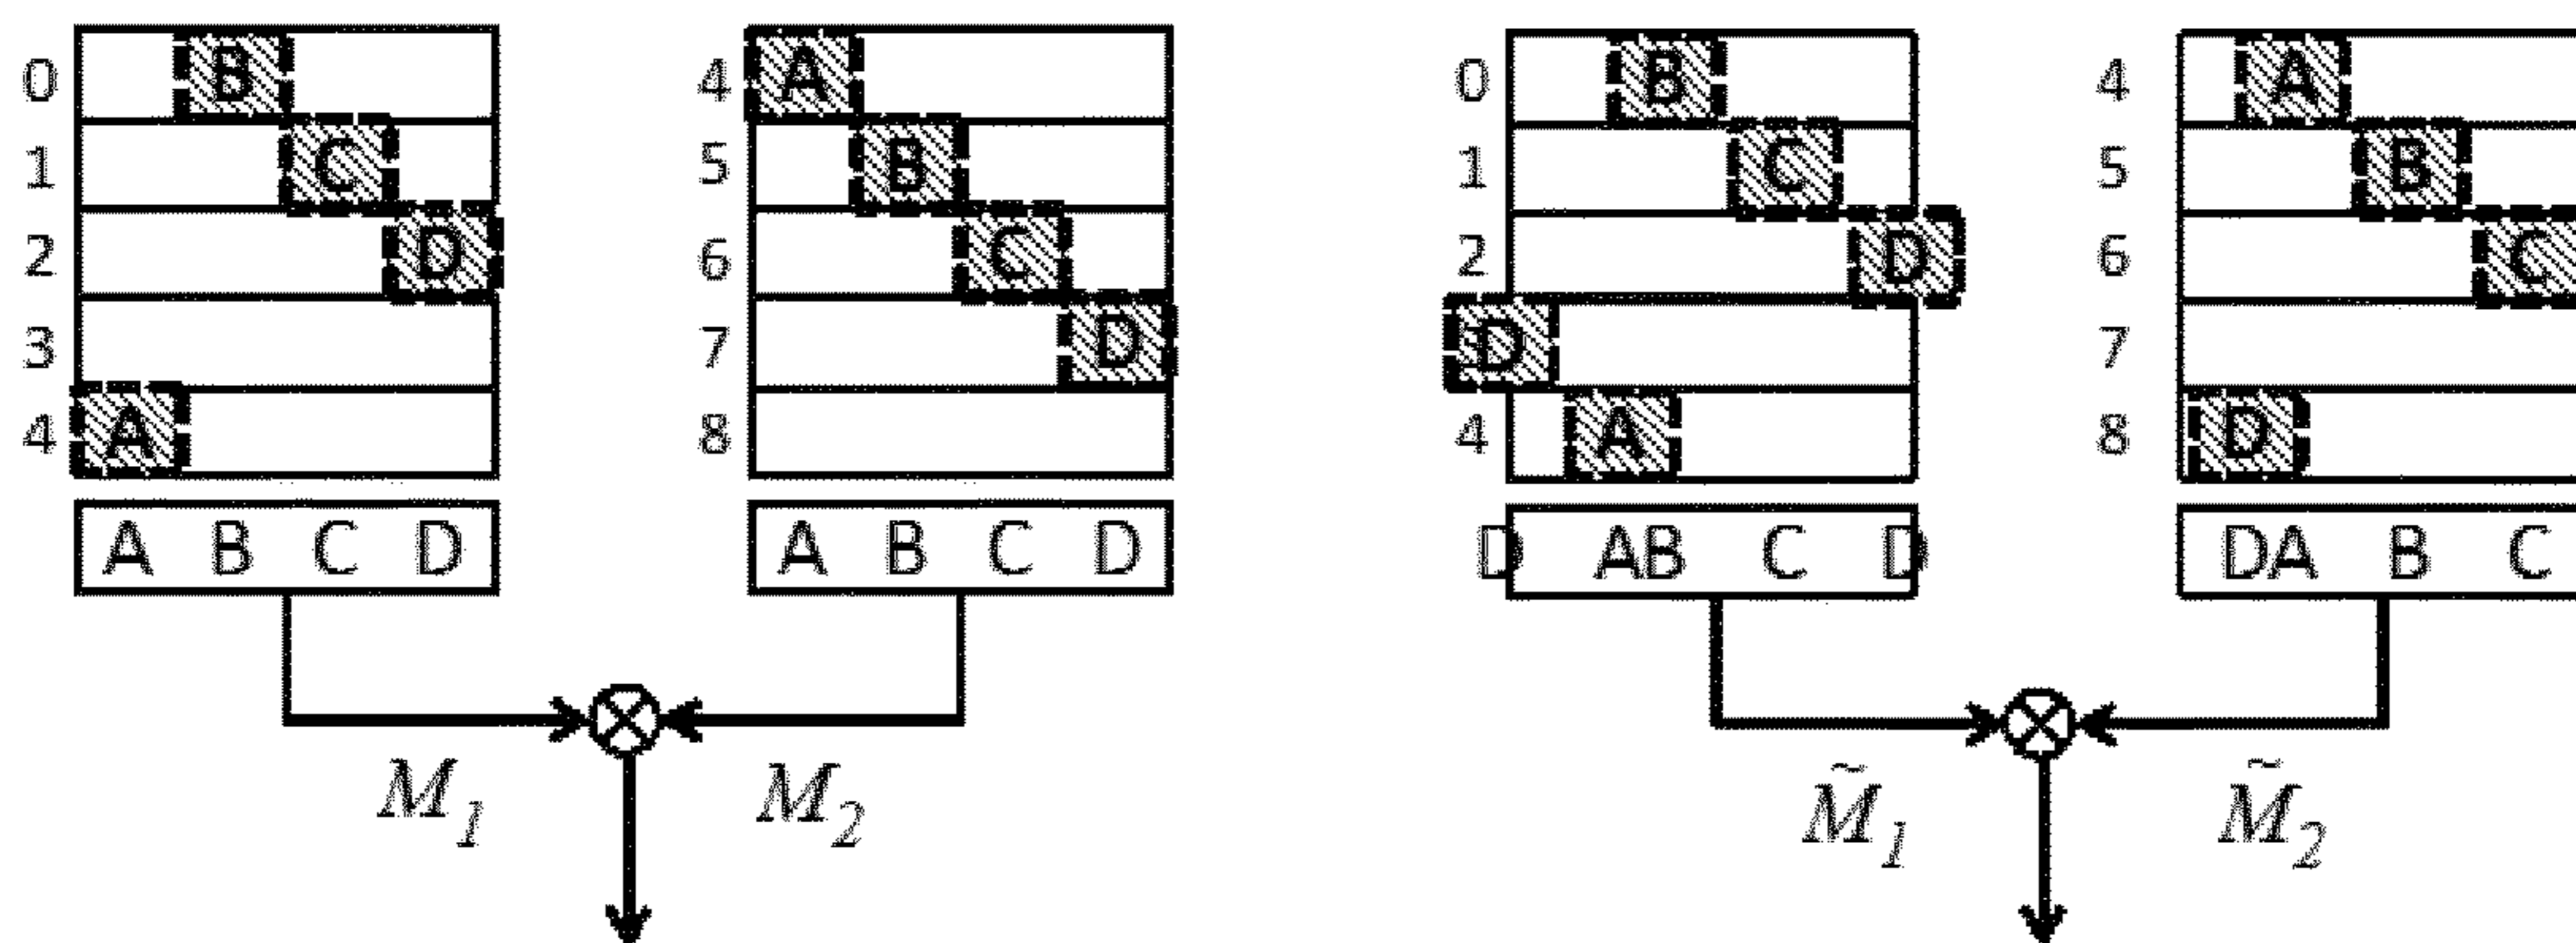 0 B 4 A 0 B 4 A
1 C 5 B 1 C 5 B
2 D 6 C 2 D 6 C
3 7 D D 7
4 A 8 4 A 8 D
A B C D A B C D D AB C D DA B C
M1 M2 M̃1 M̃2